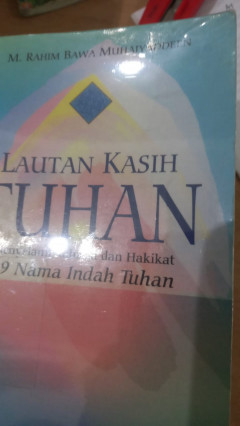 M. RAHIM BAWA MUHAIYADDEEN
LAUTAN KASIH
TUHAN
dan Hakikat
9 Nama Indah Tuhan